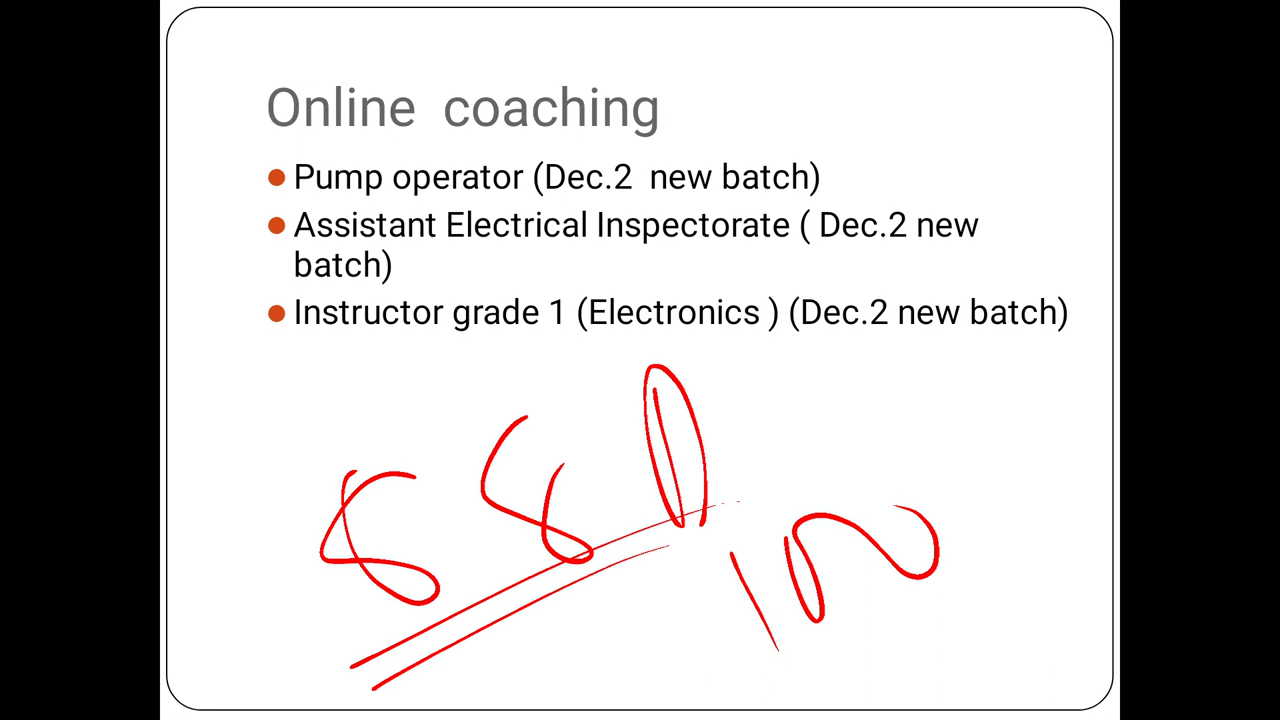 Online coaching
Pump operator (Dec.2 new batch)
Assistant Electrical Inspectorate ( Dec.2 new
batch)
Instructor grade 1 (Electronics ) (Dec.2 new batch)